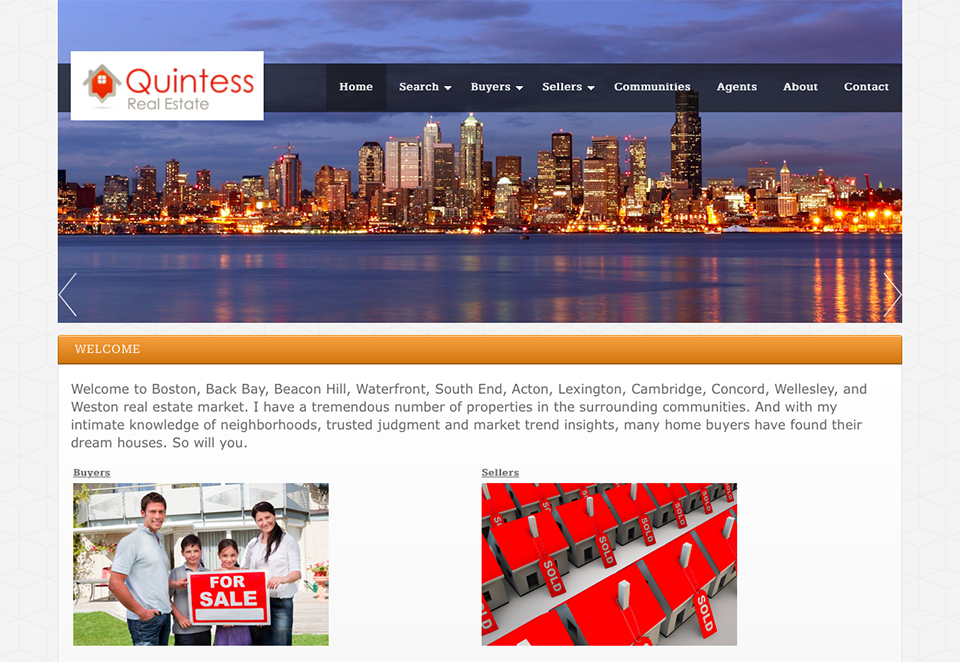 Quintess
Real Estate
Home Search Buyers Sellers Communities Agents About Contact
WELCOME
Welcome to Boston, Back Bay, Beacon Hill, Waterfront, South End, Acton, Lexington, Cambridge, Concord, Wellesley, and
Weston real estate market. I have a tremendous number of properties in the surrounding communities. And with my
intimate knowledge of neighborhoods, trusted judgment and market trend insights, many home buyers have found their
dream houses. So will you.
Buyers
Sellers
FOR
SALE
SOLD
SOLD
SOLD
SOLD
SOLD
SOLD
SOLD